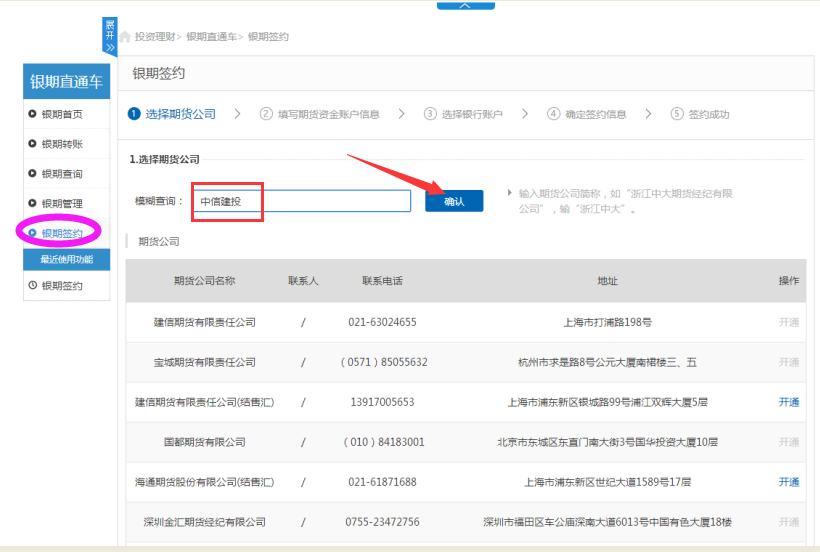 展开
投资理财> 银期直通车> 银期签约
银期直通车
银期首页
银期转账
银期查询
银期管理
银期签约
最近使用功能
银期签约
银期签约
1 选择期货公司 2 填写期货资金账户信息 3 选择银行账户 4 确定签约信息 5 签约成功
1.选择期货公司
模糊查询： 中信建投 确认
输入期货公司简称，如“浙江中大期货经纪有限
公司”，输“浙江中大”。
期货公司
期货公司名称 联系人 联系电话 地址 操作
建信期货有限责任公司 / 021-63024655 上海市打浦路198号 开通
宝城期货有限责任公司 / （0571）85055632 杭州市求是路8号公元大厦南裙楼三、五 开通
建信期货有限责任公司(结售汇) / 13917005653 上海市浦东新区银城路99号浦江双辉大厦5层 开通
国都期货有限公司 / （010）84183001 北京市东城区东直门南大街3号国华投资大厦10层 开通
海通期货股份有限公司(结售汇) / 021-61871688 上海市浦东新区世纪大道1589号17层 开通
深圳金汇期货经纪有限公司 / 0755-23472756 深圳市福田区车公庙深南大道6013号中国有色大厦18楼 开通